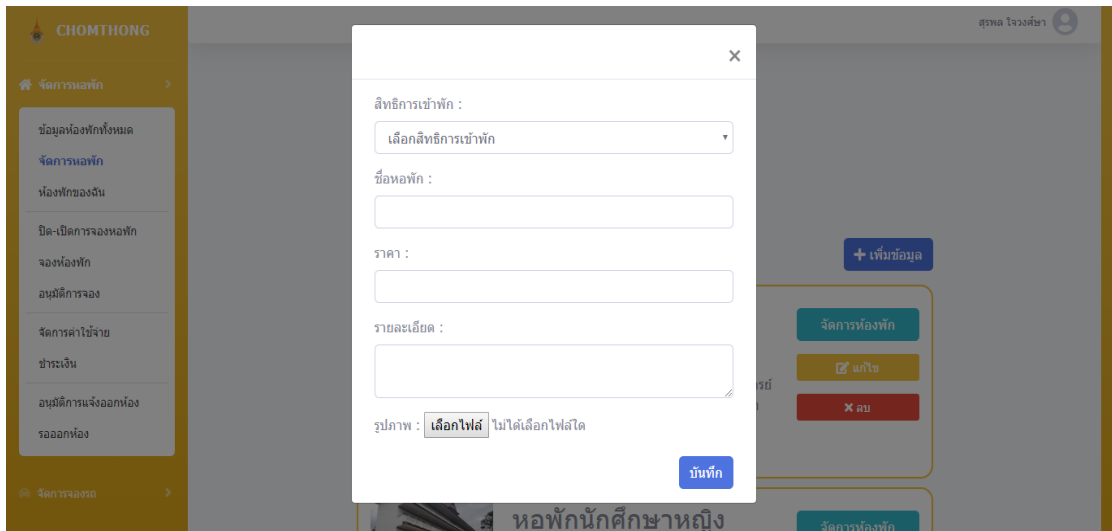 CHOMTHONG
สุรพล ใจวงศ์ษา
จัดการหอพัก
ข้อมูลห้องพักทั้งหมด
จัดการหอพัก
ห้องพักของฉัน
ปิด-เปิดการจองหอพัก
จองห้องพัก
อนุมัติการจอง
จัดการค่าใช้จ่าย
ชำระเงิน
อนุมัติการแจ้งออกห้อง
รอออกห้อง
จัดการจองรถ
×
สิทธิการเข้าพัก :
เลือกสิทธิการเข้าพัก
ชื่อหอพัก :
ราคา :
รายละเอียด :
รูปภาพ : เลือกไฟล์ ไม่ได้เลือกไฟล์ใด
บันทึก
เพิ่มข้อมูล
จัดการห้องพัก
แก้ไข
รย์
ลบ
หอพักนักศึกษาหญิง
จัดการห้องพัก